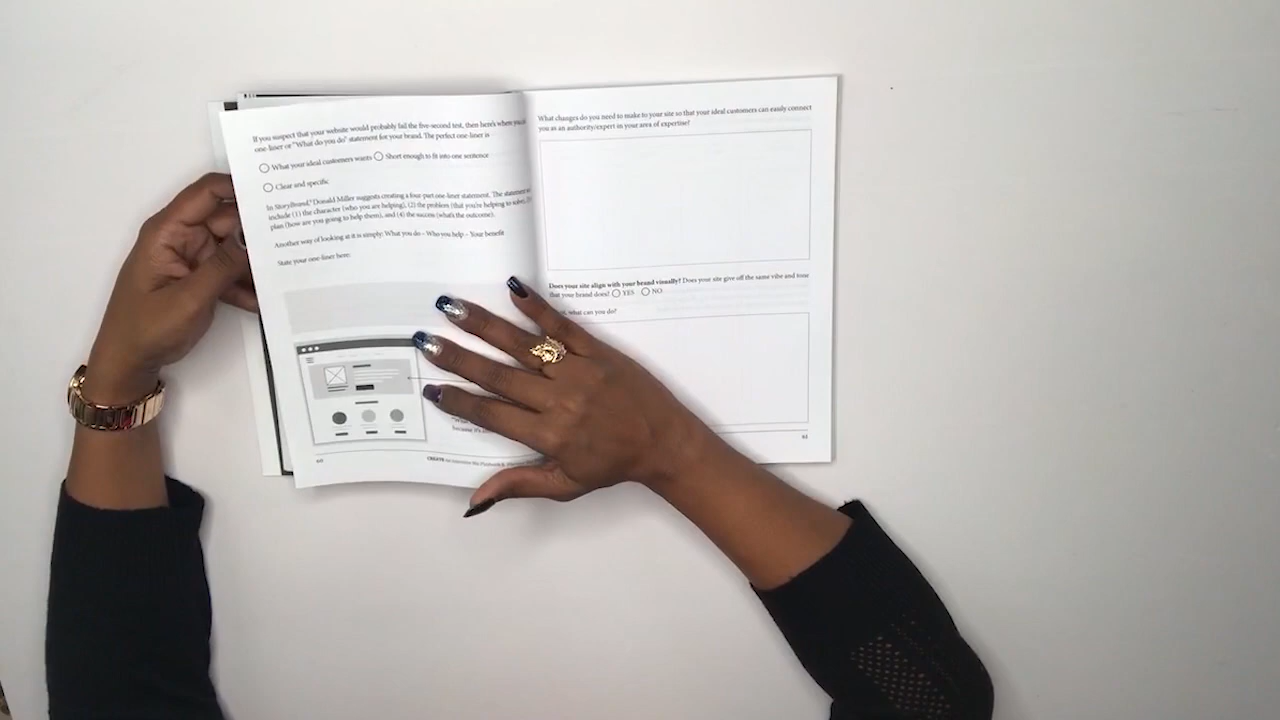 If you suspect that your website would probably fail the five-second test, then here's where you
one-liner or "What do you do" statement for your brand. The perfect one-liner is
What your ideal customers wants Short enough to fit into one sentence
Clear and specific
In StoryBrand, Donald Miller suggests creating a four-part one-liner statement. The statement
include (1) the character (who you are helping), (2) the problem (that you're helping to solve),
plan (how are you going to help them), and (4) the success (what's the outcome).
Another way of looking at it is simply: What you do – Who you help – Your benefit
State your one-liner here:
because it's
60
CREATE
What changes do you need to make to your site so that your ideal customers can easily connect
you as an authority/expert in your area of expertise?
Does your site align with your brand visually? Does your site give off the same vibe and tone
that your brand does? YES NO
what can you do?
61